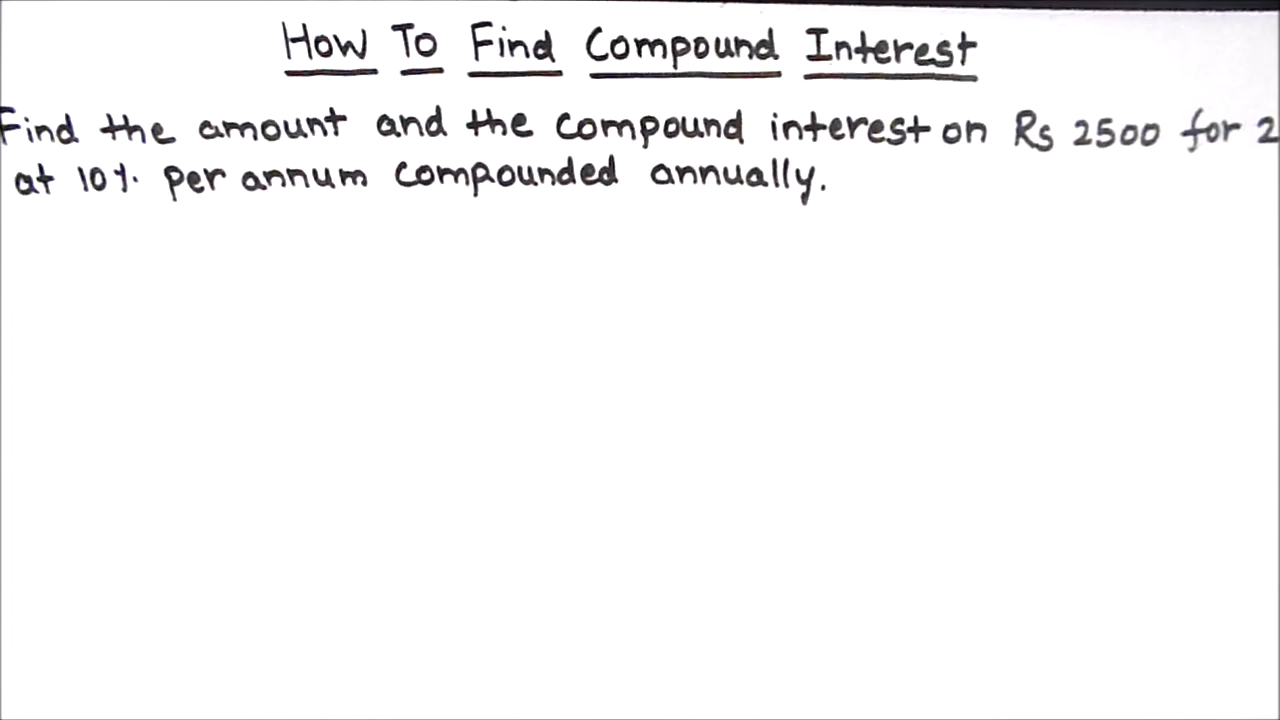 How To Find Compound Interest
Find the amount and the compound interest on Rs 2500 for 2
at 10% per annum compounded annually.